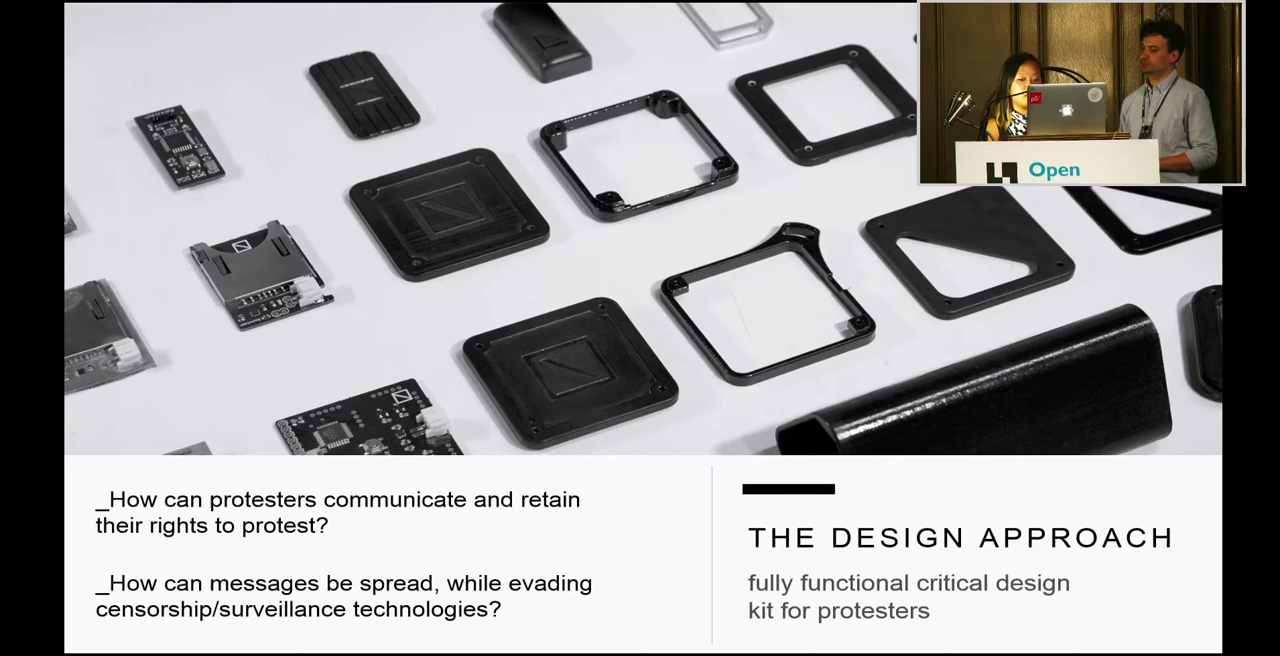 Open
_How can protesters communicate and retain
their rights to protest?
_How can messages be spread, while evading
censorship/surveillance technologies?
THE DESIGN APPROACH
fully functional critical design
kit for protesters